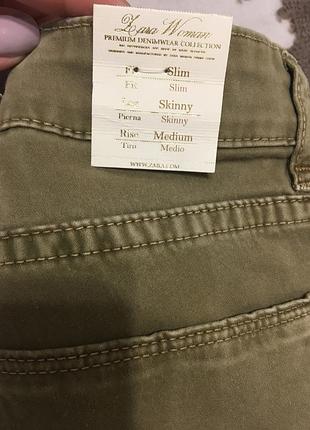 Zara Woman
PREMIUM DENIMWEAR COLLECTION
Slim
Fit Slim
Skinny
Pierna Skinny
Rise Medium
Tiro Medio
WWW.ZARA.COM